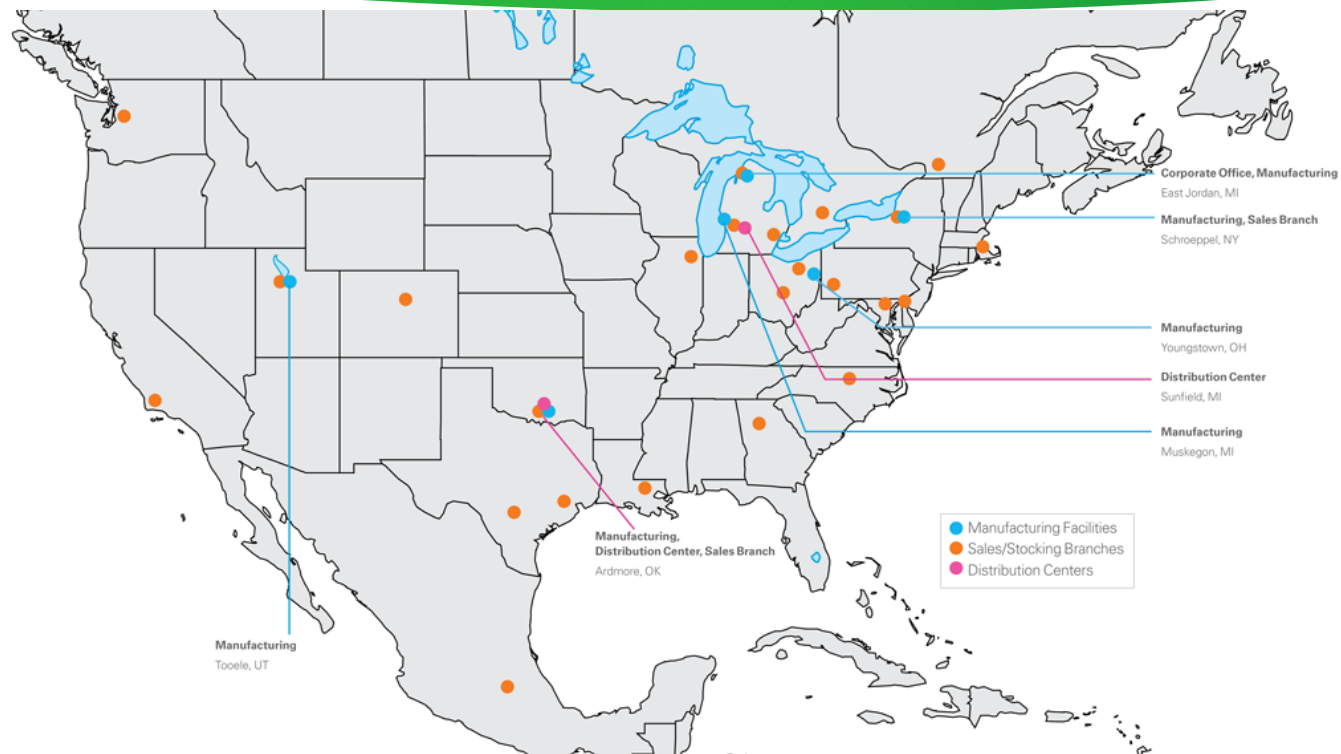 Corporate Office, Manufacturing
East Jordan, MI
Manufacturing, Sales Branch
Schroeppel, NY
Manufacturing
Youngstown, OH
Distribution Center
Sunfield, MI
Manufacturing
Muskegon, MI
Manufacturing Facilities
Sales/Stocking Branches
Distribution Centers
Manufacturing,
Distribution Center, Sales Branch
Ardmore, OK
Manufacturing
Tooele, UT